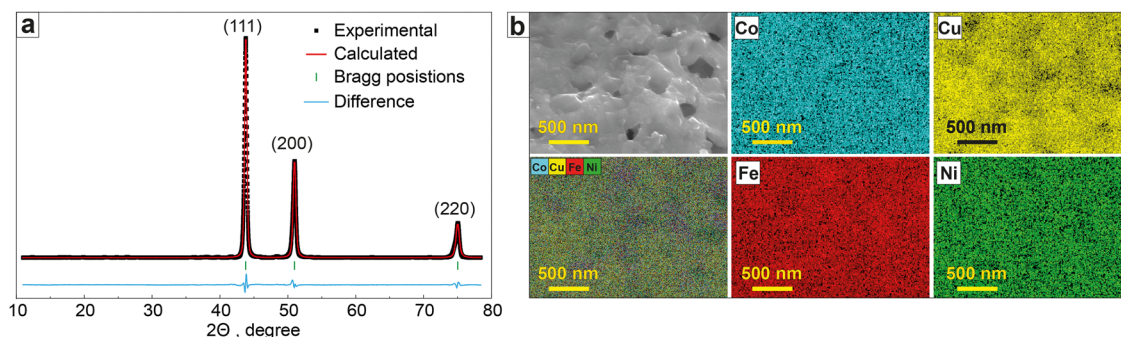 a
(111)
(200)
(220)
Experimental
Calculated
Bragg posistions
Difference
10 20 30 40 50 60 70 80
2Θ , degree
b
500 nm
Co
500 nm
Cu
500 nm
Co Cu Fe Ni
500 nm
Fe
500 nm
Ni
500 nm